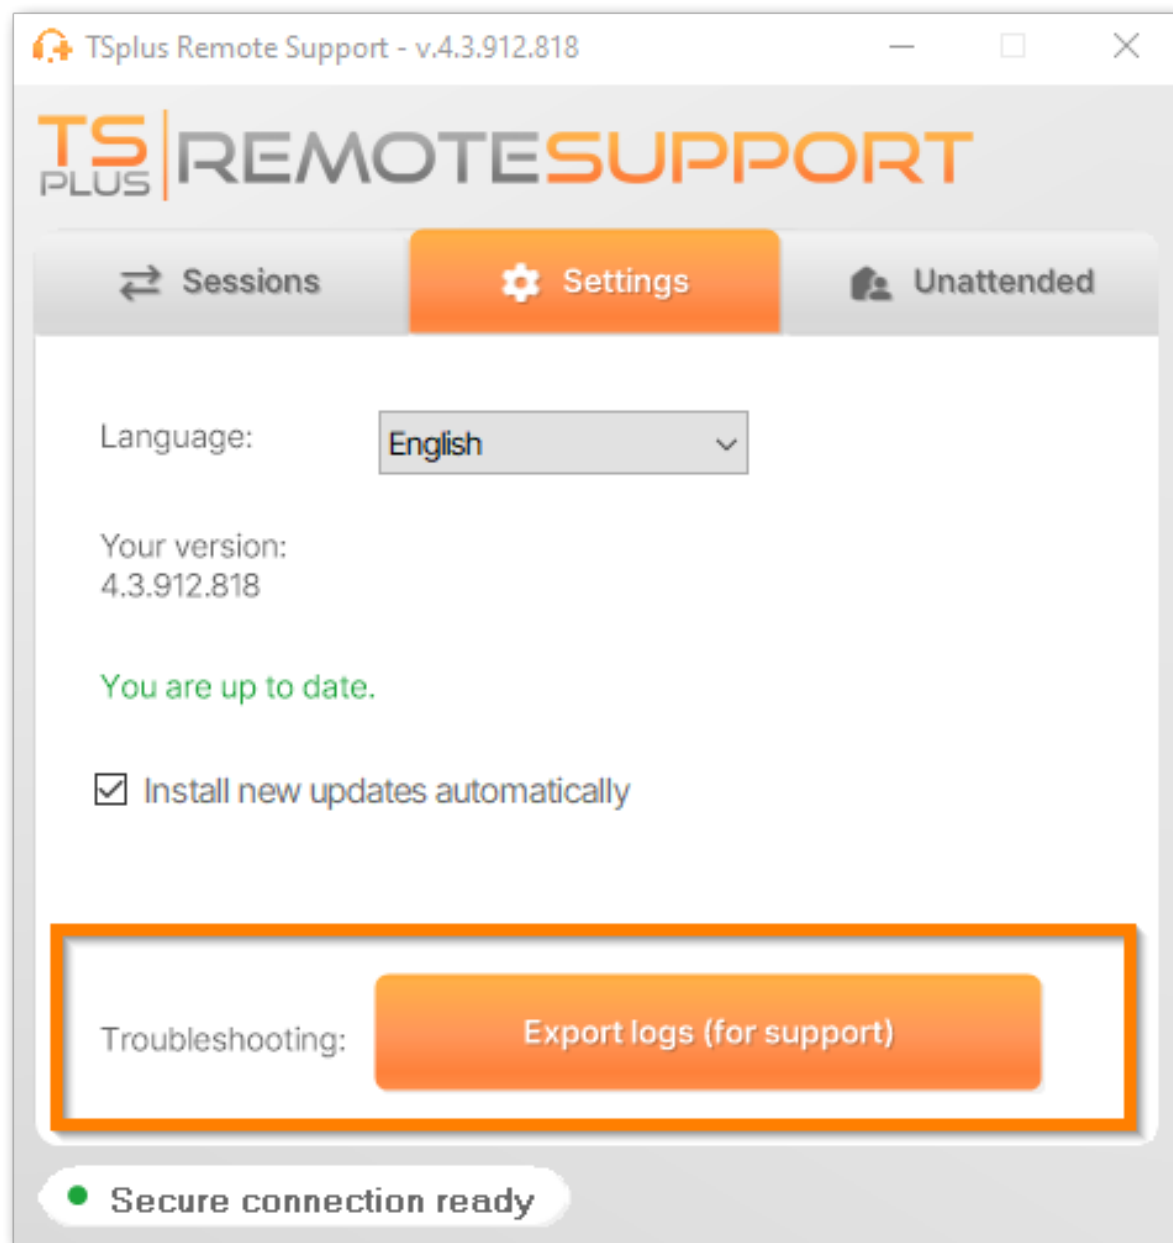 TSplus Remote Support - v.4.3.912.818
TS PLUS REMOTESUPPORT
Sessions
Settings
Unattended
Language:
English
Your version:
4.3.912.818
You are up to date.
Install new updates automatically
Troubleshooting:
Export logs (for support)
Secure connection ready